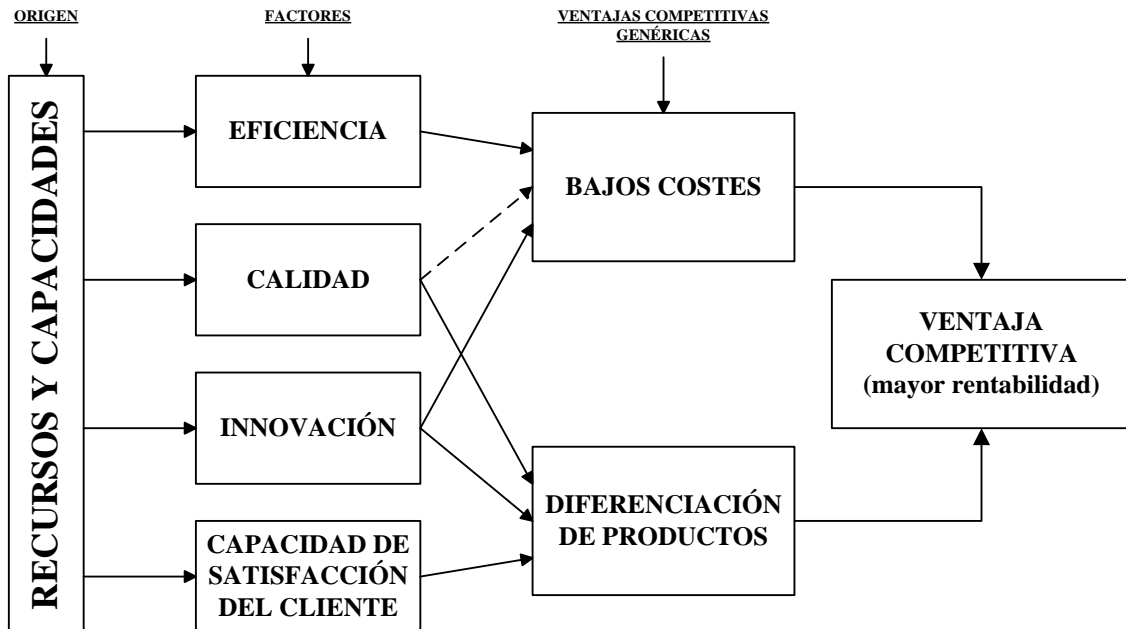 ORIGEN
FACTORES
VENTAJAS COMPETITIVAS
GENÉRICAS
RECURSOS Y CAPACIDADES
EFICIENCIA
BAJOS COSTES
CALIDAD
VENTAJA
COMPETITIVA
(mayor rentabilidad)
INNOVACIÓN
DIFERENCIACIÓN
DE PRODUCTOS
CAPACIDAD DE
SATISFACCIÓN
DEL CLIENTE